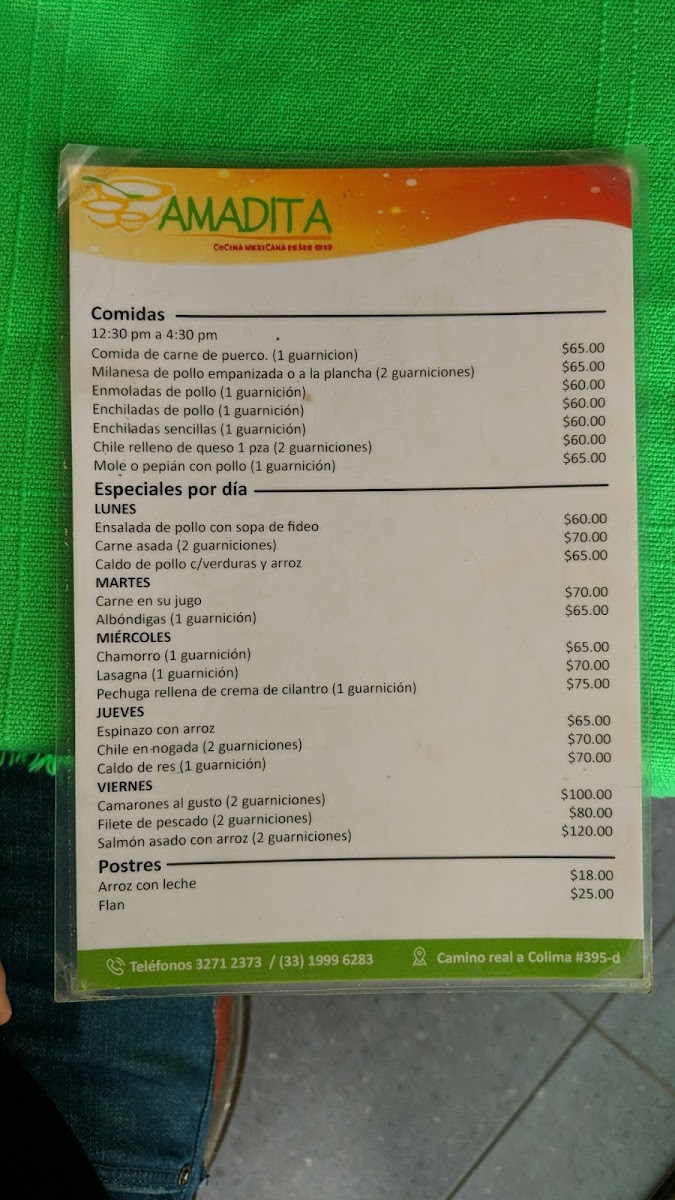 AMADITA
COCINA MEXICANA DESDE 1989
Comidas
12:30 pm a 4:30 pm
Comida de carne de puerco. (1 guarnicion) $65.00
Milanesa de pollo empanizado o a la plancha (2 guarniciones) $65.00
Enmoladas de pollo (1 guarnición) $60.00
Enchiladas de pollo (1 guarnición) $60.00
Enchiladas sencillas (1 guarnición) $60.00
Chile relleno de queso 1 pza (2 guarniciones) $60.00
Mole o pepián con pollo (1 guarnición) $65.00
Especiales por día
LUNES
Ensalada de pollo con sopa de fideo $60.00
Carne asada (2 guarniciones) $70.00
Caldo de pollo c/verduras y arroz $65.00
MARTES
Carne en su jugo $70.00
Albóndigas (1 guarnición) $65.00
MIÉRCOLES
Chamorro (1 guarnición) $65.00
Lasagna (1 guarnición) $70.00
Pechuga rellena de crema de cilantro (1 guarnición) $75.00
JUEVES
Espinazo con arroz $65.00
Chile en nogada (2 guarniciones) $70.00
Caldo de res (1 guarnición) $70.00
VIERNES
Camarones al gusto (2 guarniciones) $100.00
Filete de pescado (2 guarniciones) $80.00
Salmón asado con arroz (2 guarniciones) $120.00
Postres
Arroz con leche $18.00
Flan $25.00
Teléfonos 3271 2373 / (33) 1999 6283 Camino real a Colima #395-d